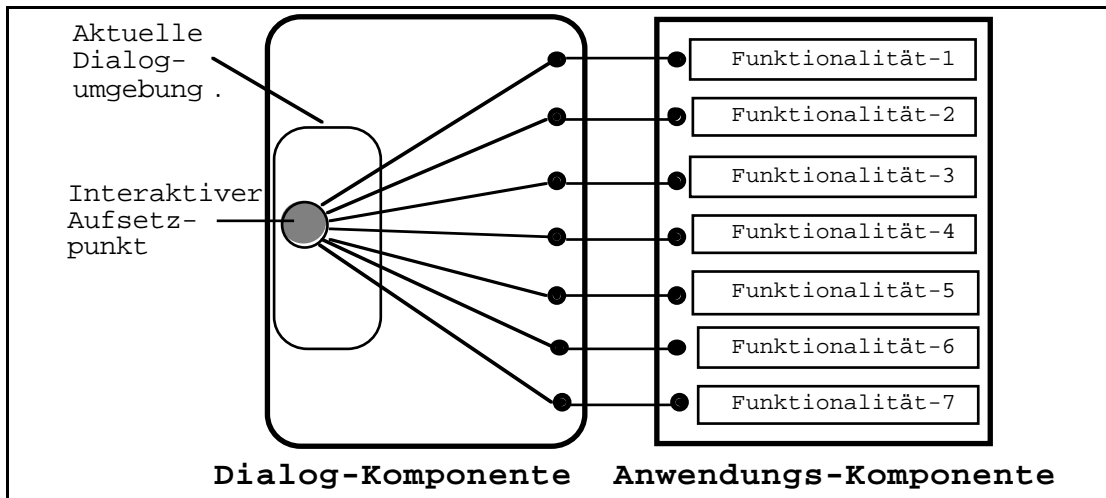 Aktuelle
Dialog-
umgebung .
Interaktiver
Aufsetz-
punkt
Funktionalität-1
Funktionalität-2
Funktionalität-3
Funktionalität-4
Funktionalität-5
Funktionalität-6
Funktionalität-7
Dialog-Komponente
Anwendungs-Komponente